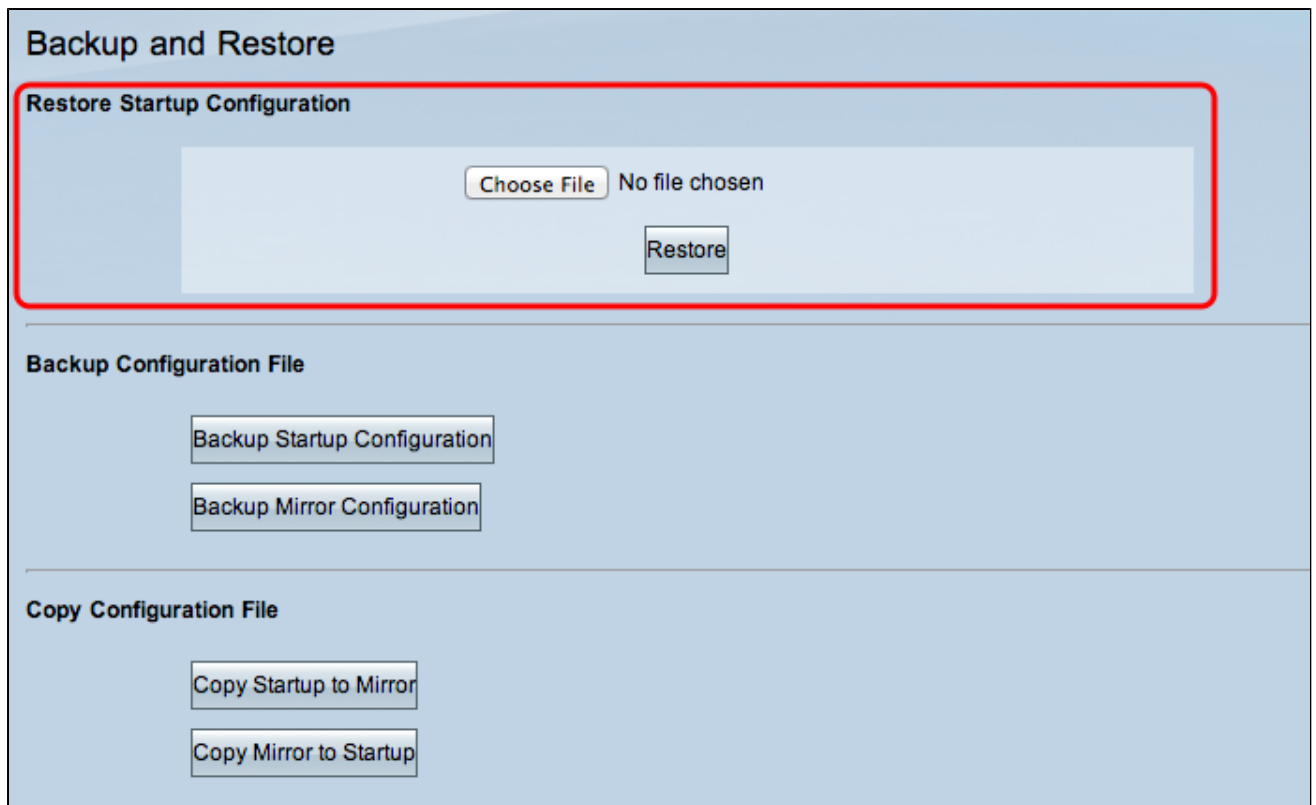 Backup and Restore
Restore Startup Configuration
Choose File No file chosen
Restore
Backup Configuration File
Backup Startup Configuration
Backup Mirror Configuration
Copy Configuration File
Copy Startup to Mirror
Copy Mirror to Startup